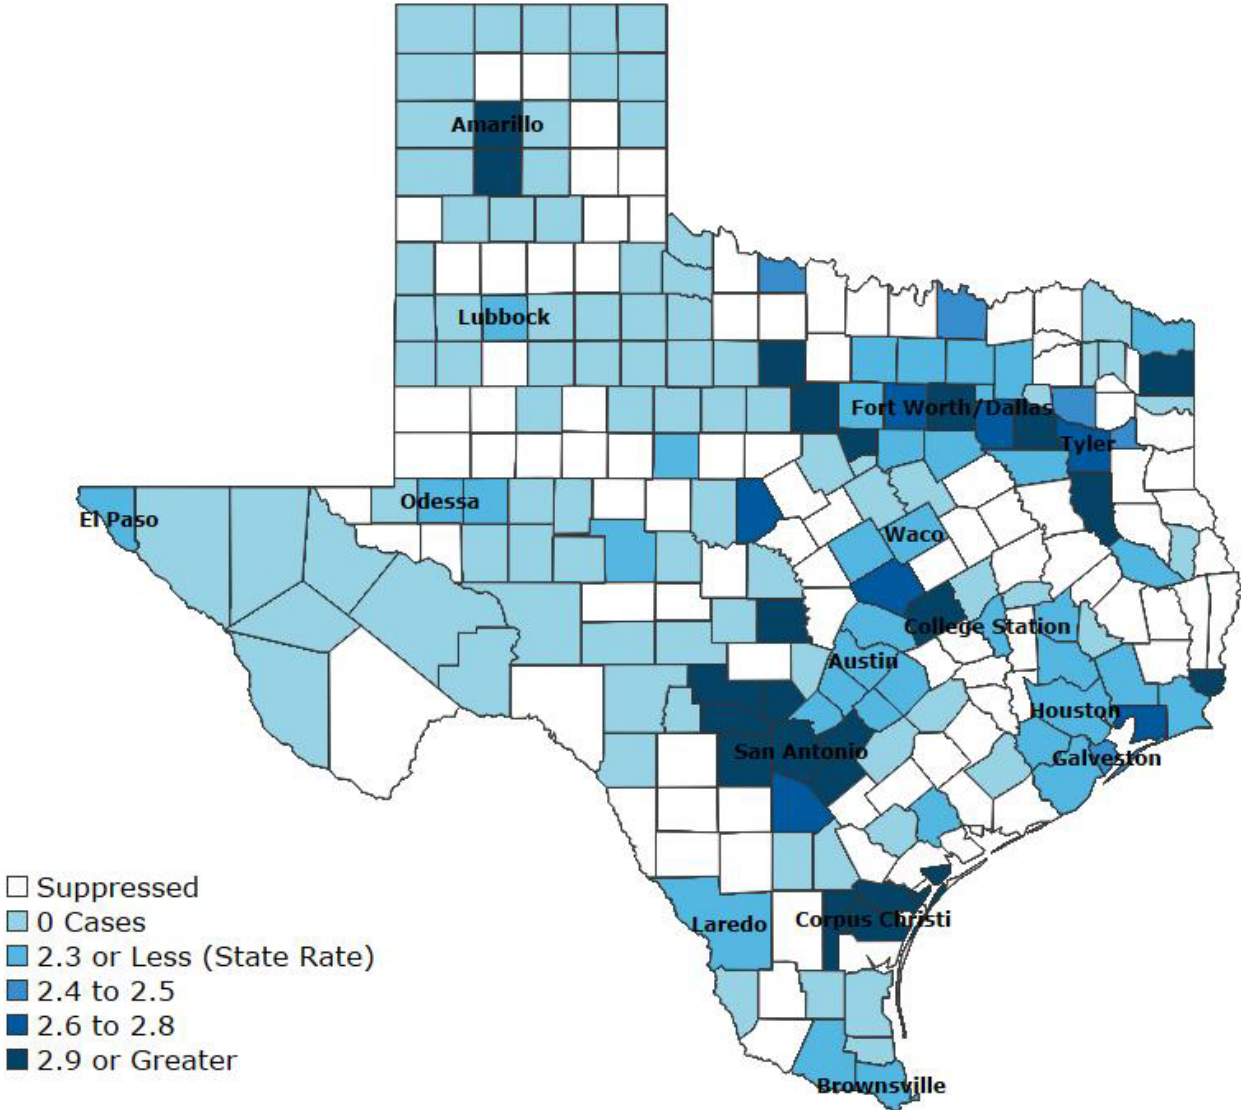 Amarillo
Lubbock
Fort Worth/Dallas
Tyler
Odessa
El Paso
Waco
College Station
Austin
Houston
San Antonio
Galveston
Suppressed
0 Cases
Laredo
Corpus Christi
2.3 or Less (State Rate)
2.4 to 2.5
2.6 to 2.8
2.9 or Greater
Brownsville